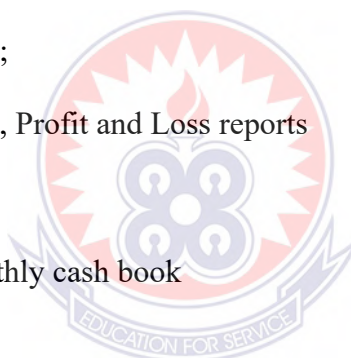 ;
, Profit and Loss reports
thly cash book
EDUCATION FOR SERVICE